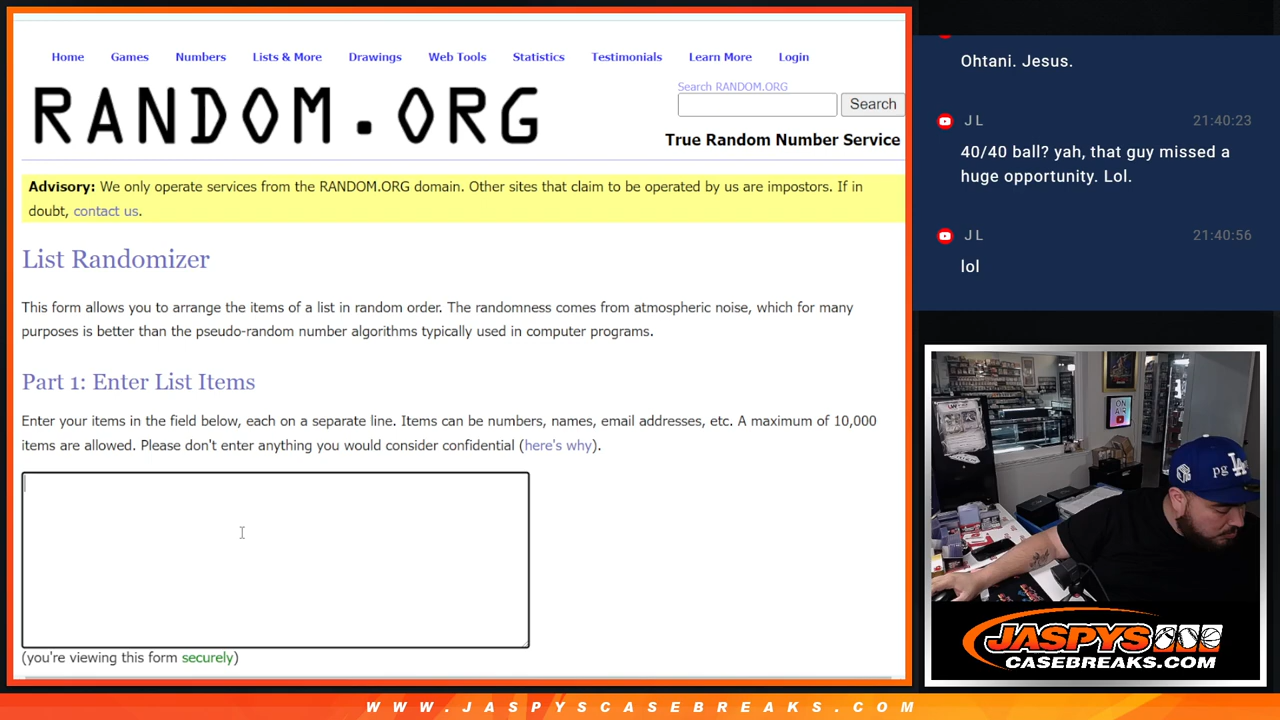 Home Games Numbers Lists & More Drawings Web Tools Statistics Testimonials Learn More Login
RANDOM.ORG
Search RANDOM.ORG
Search
True Random Number Service
Advisory: We only operate services from the RANDOM.ORG domain. Other sites that claim to be operated by us are impostors. If in
doubt, contact us.
List Randomizer
This form allows you to arrange the items of a list in random order. The randomness comes from atmospheric noise, which for many
purposes is better than the pseudo-random number algorithms typically used in computer programs.
Part 1: Enter List Items
Enter your items in the field below, each on a separate line. Items can be numbers, names, email addresses, etc. A maximum of 10,000
items are allowed. Please don't enter anything you would consider confidential (here's why).
(you're viewing this form securely)
Ohtani. Jesus.
J L 21:40:23
40/40 ball? yah, that guy missed a
huge opportunity. Lol.
J L 21:40:56
lol
ON
AIR
pg LA
JASPYS
CASEBREAKS.COM
WWW.JASPYSCASEBREAKS.COM